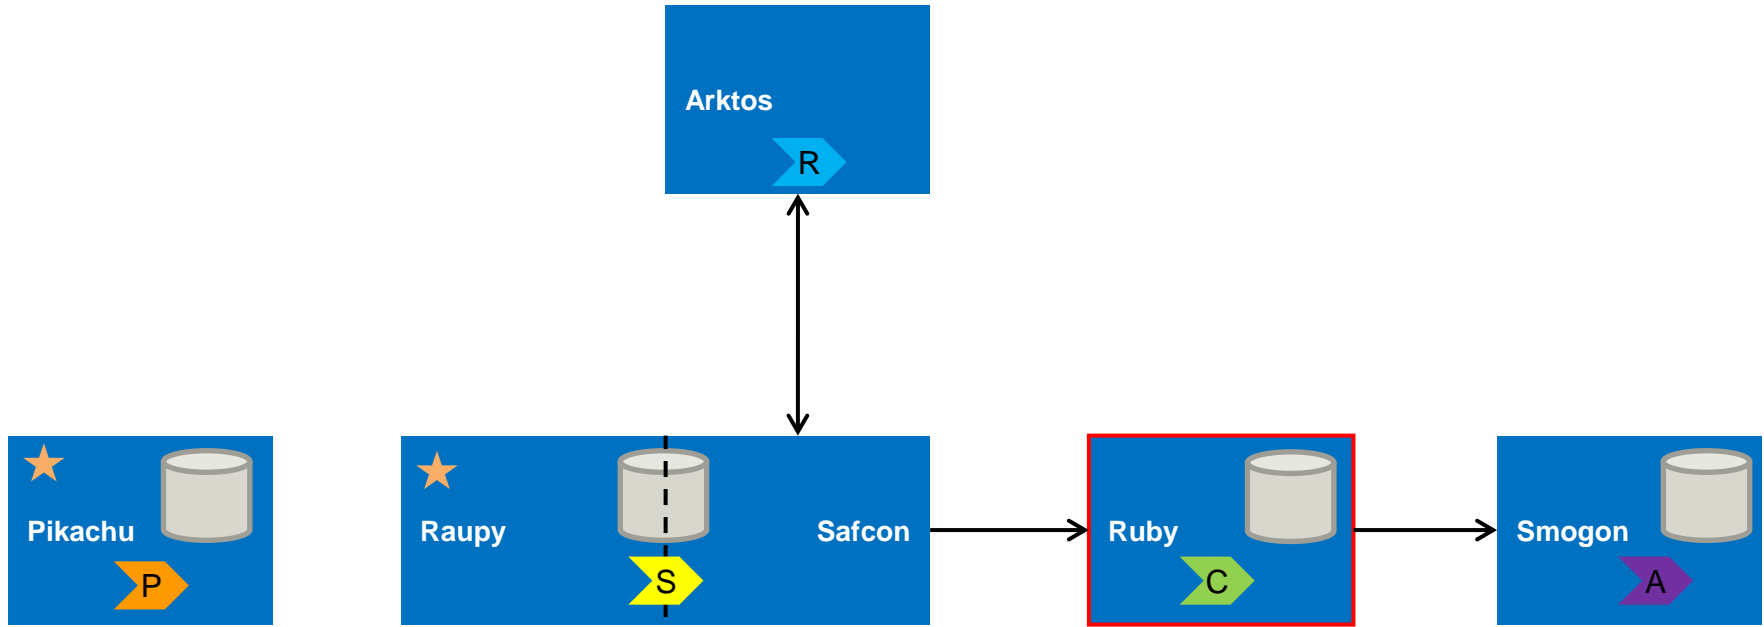 Arktos
R
Pikachu
P
Raupy
S
Safcon
Ruby
C
Smogon
A